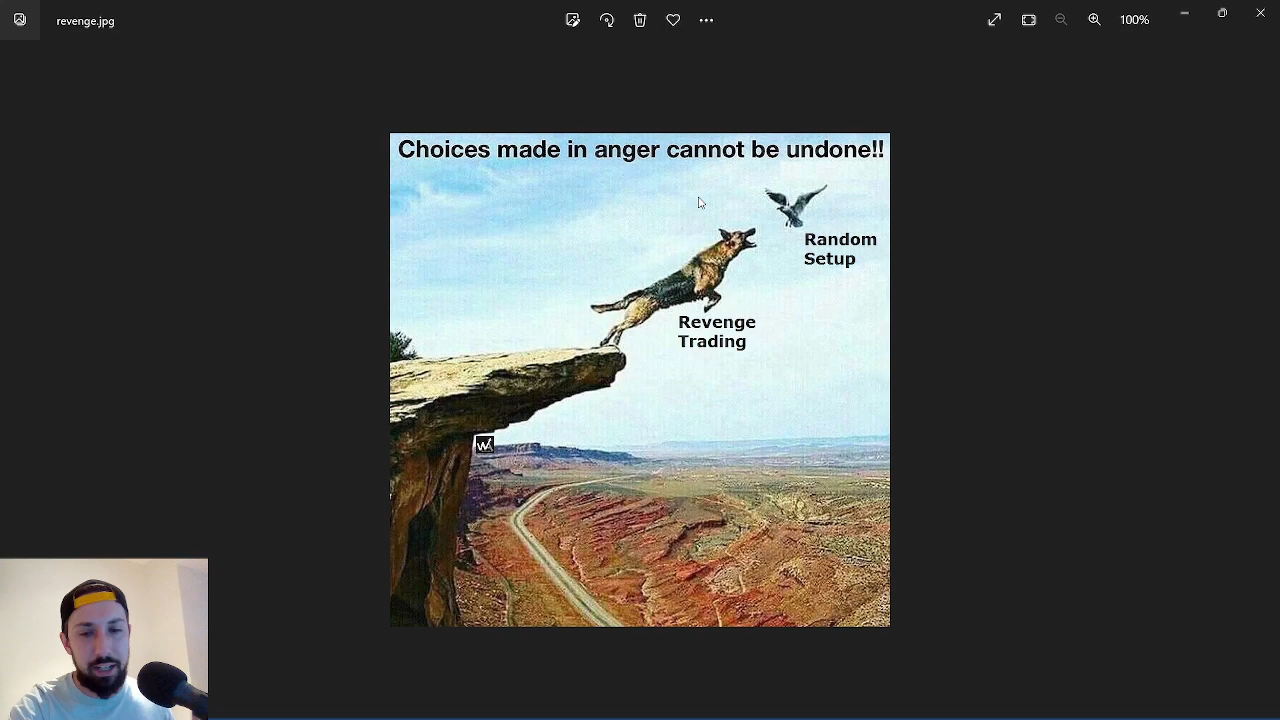 revenge.jpg
100%
Choices made in anger cannot be undone!!
Random
Setup
Revenge
Trading